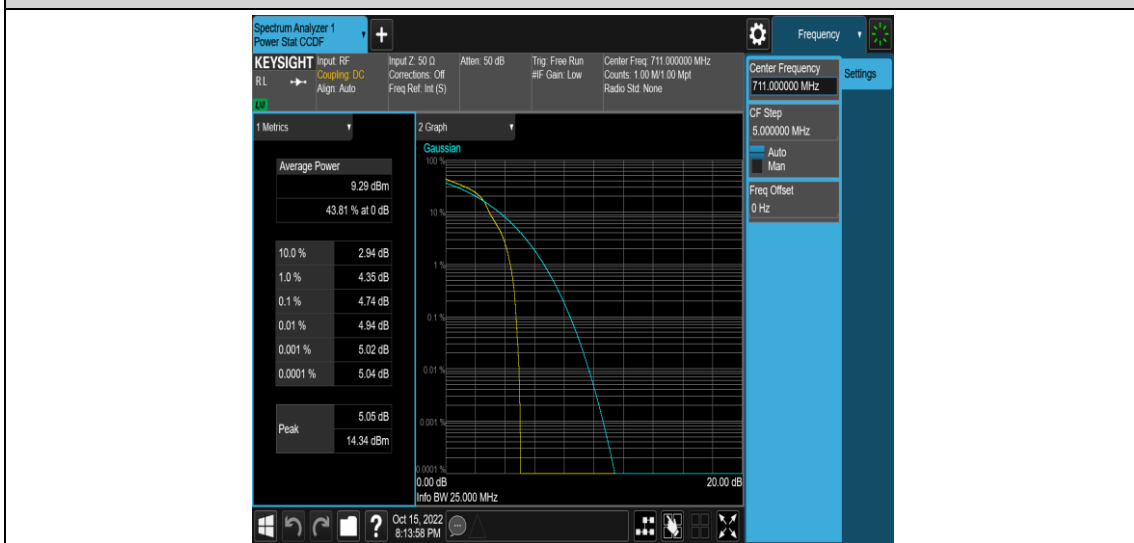 Spectrum Analyzer 1
Power Stat CCDF
+
Frequency
KEYSIGHT
RL
Input: RF
Coupling: DC
Align: Auto
Input Z: 50 Ω
Corrections: Off
Freq Ref: Int (S)
Atten: 50 dB
Trig: Free Run
#IF Gain: Low
Center Freq: 711.000000 MHz
Counts: 1.00 M/1.00 Mpt
Radio Std: None
Center Frequency
711.000000 MHz
Settings
CF Step
5.000000 MHz
Auto
Man
Freq Offset
0 Hz
1 Metrics
Average Power
9.29 dBm
43.81 % at 0 dB
10.0 % 2.94 dB
1.0 % 4.35 dB
0.1 % 4.74 dB
0.01 % 4.94 dB
0.001 % 5.02 dB
0.0001 % 5.04 dB
Peak
5.05 dB
14.34 dBm
2 Graph
Gaussian
100 %
10 %
1 %
0.1 %
0.01 %
0.001 %
0.0001 %
0.00 dB 20.00 dB
Info BW 25.000 MHz
?
Oct 15, 2022
8:13:58 PM